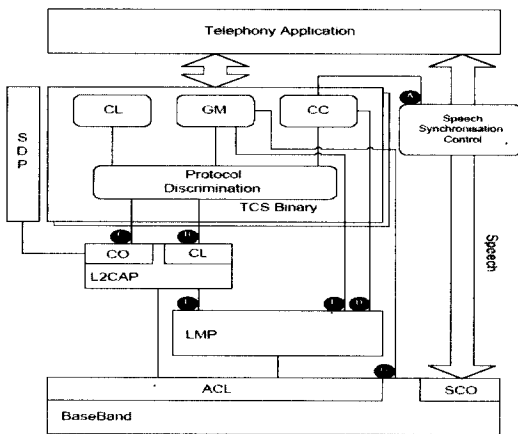 Telephony Application
SDP
CL
GM
CC
A
Speech
Synchronisation
Control
Protocol
Discrimination
TCS Binary
CO
CL
L2CAP
Speech
LMP
ACL
SCO
BaseBand